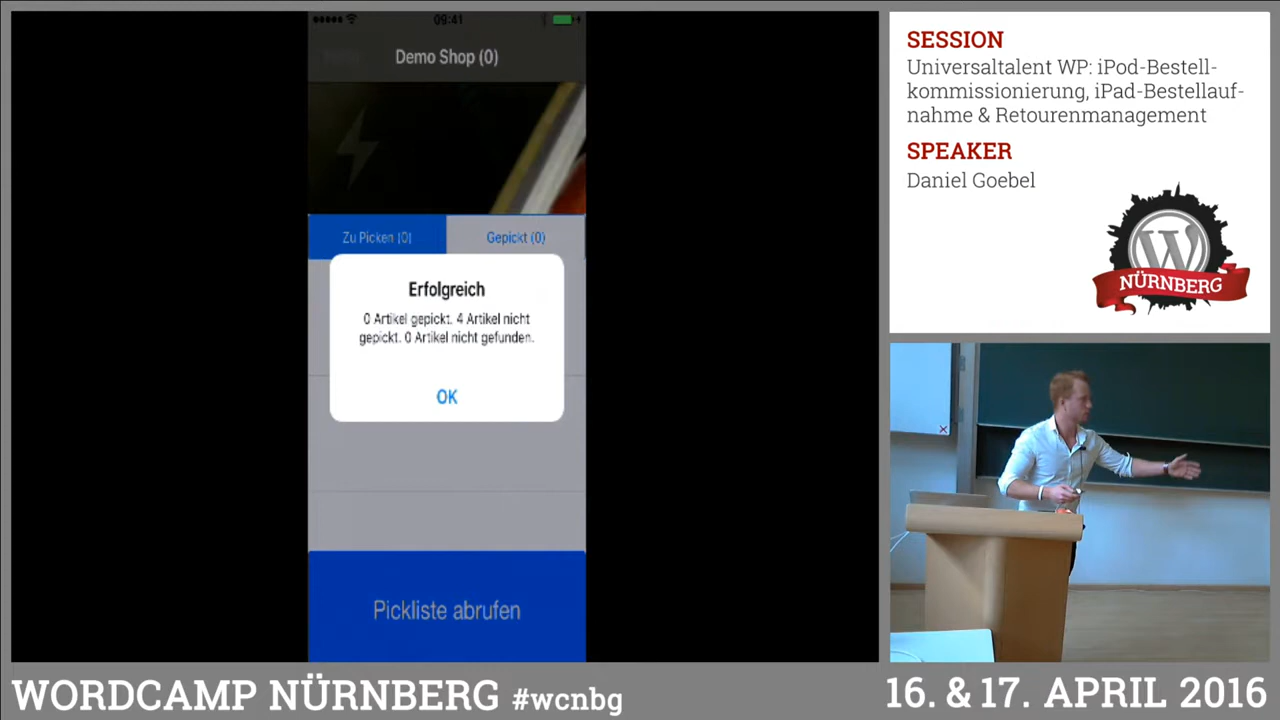 09:41
Demo Shop (0)
Zu Picken (0)
Gepickt (0)
Erfolgreich
0 Artikel gepickt. 4 Artikel nicht
gepickt. 0 Artikel nicht gefunden.
OK
Pickliste abrufen
SESSION
Universaltalent WP: iPod-Bestell-
kommissionierung, iPad-Bestellauf-
nahme & Retourenmanagement
SPEAKER
Daniel Goebel
W
NÜRNBERG
WORDCAMP NÜRNBERG #wcnbg
16. & 17. APRIL 2016